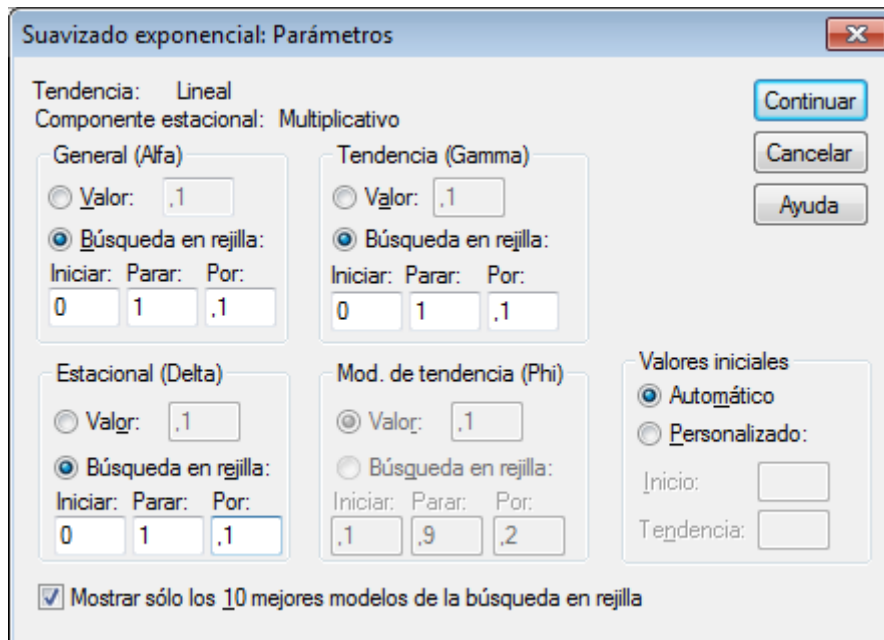 Suavizado exponencial: Parámetros
Tendencia: Lineal
Componente estacional: Multiplicativo
Continuar
Cancelar
Ayuda
General (Alfa)
Valor: ,1
Búsqueda en rejilla:
Iniciar: Parar: Por:
0 1 ,1
Tendencia (Gamma)
Valor: ,1
Búsqueda en rejilla:
Iniciar: Parar: Por:
0 1 ,1
Estacional (Delta)
Valor: ,1
Búsqueda en rejilla:
Iniciar: Parar: Por:
0 1 ,1
Mod. de tendencia (Phi)
Valor: ,1
Búsqueda en rejilla:
Iniciar: Parar: Por:
,1 ,9 ,2
Valores iniciales
Automático
Personalizado:
Inicio:
Tendencia:
Mostrar sólo los 10 mejores modelos de la búsqueda en rejilla